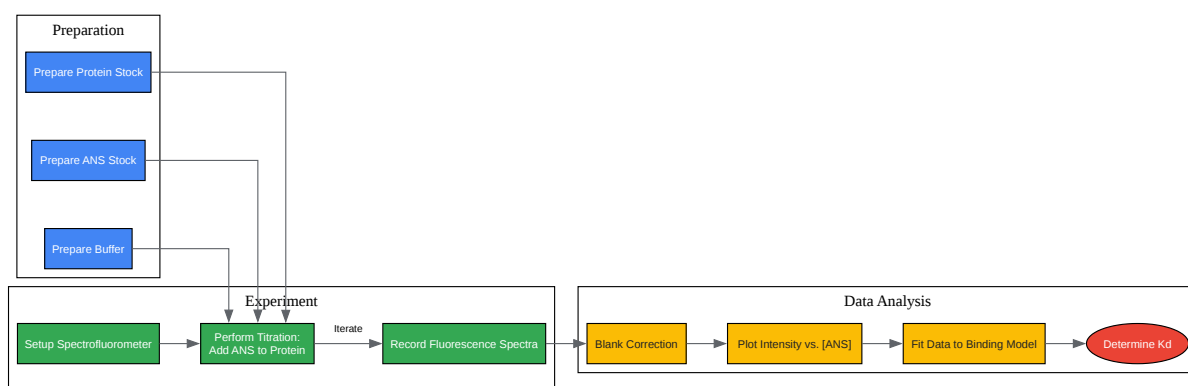 Preparation
Prepare Protein Stock
Prepare ANS Stock
Prepare Buffer
Experiment
Setup Spectrofluorometer
Perform Titration:
Add ANS to Protein
Iterate
Record Fluorescence Spectra
Data Analysis
Blank Correction
Plot Intensity vs. [ANS]
Fit Data to Binding Model
Determine Kd